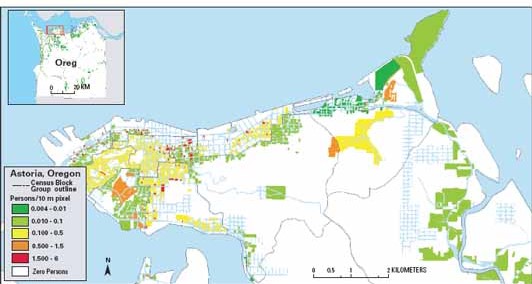 Oreg
0 20 KM
Astoria, Oregon
Census Block
Group outline
Persons/10 m pixel
0.004 - 0.01
0.010 - 0.1
0.100 - 0.5
0.500 - 1.5
1.500 - 6
Zero Persons
N
0 0.5 1 2 KILOMETERS